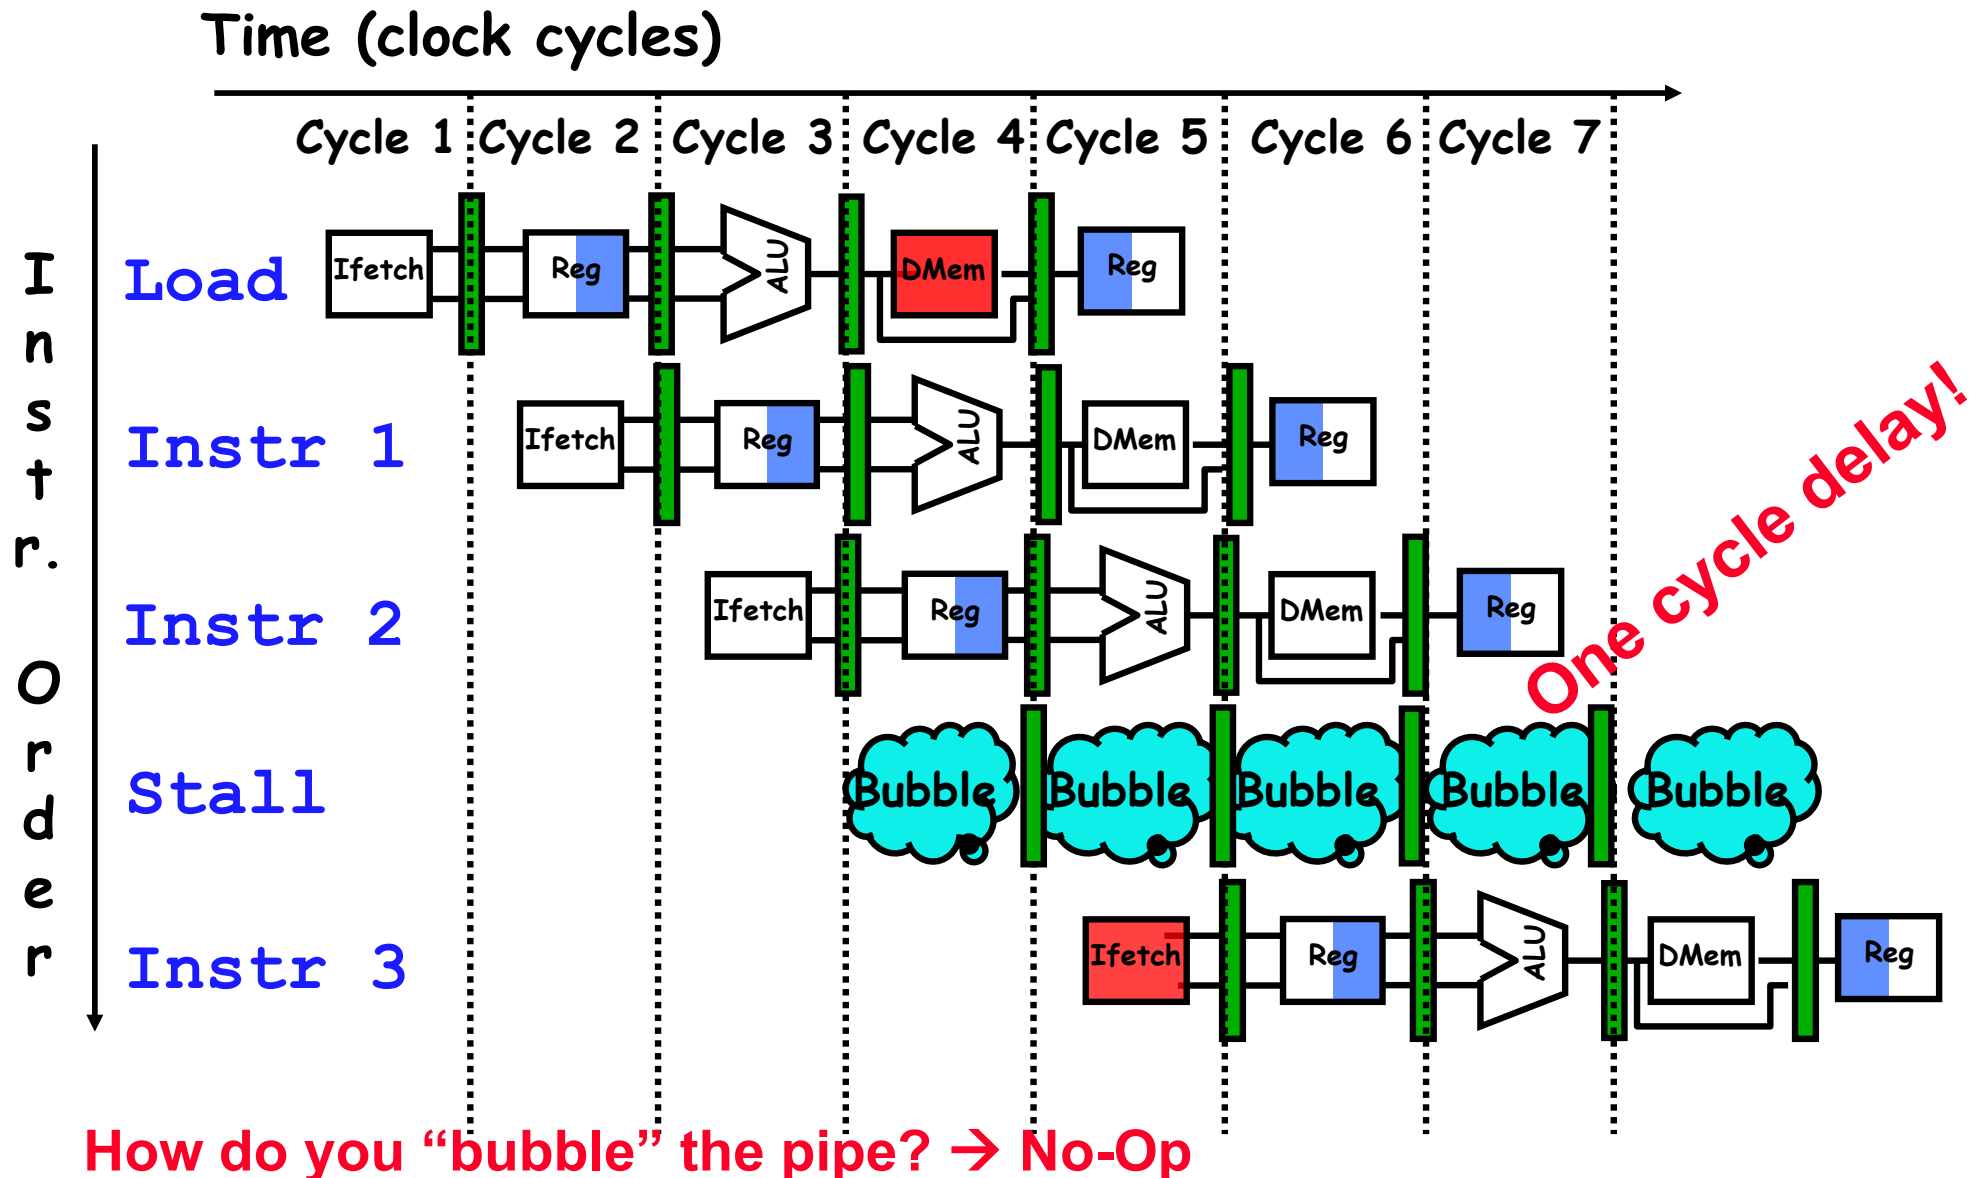 Time (clock cycles)
Cycle 1 Cycle 2 Cycle 3 Cycle 4 Cycle 5 Cycle 6 Cycle 7
Instr. Order
Load Ifetch Reg ALU DMem Reg
Instr 1 Ifetch Reg ALU DMem Reg
Instr 2 Ifetch Reg ALU DMem Reg
One cycle delay!
Stall Bubble Bubble Bubble Bubble Bubble
Instr 3 Ifetch Reg ALU DMem Reg
How do you “bubble” the pipe? → No-Op